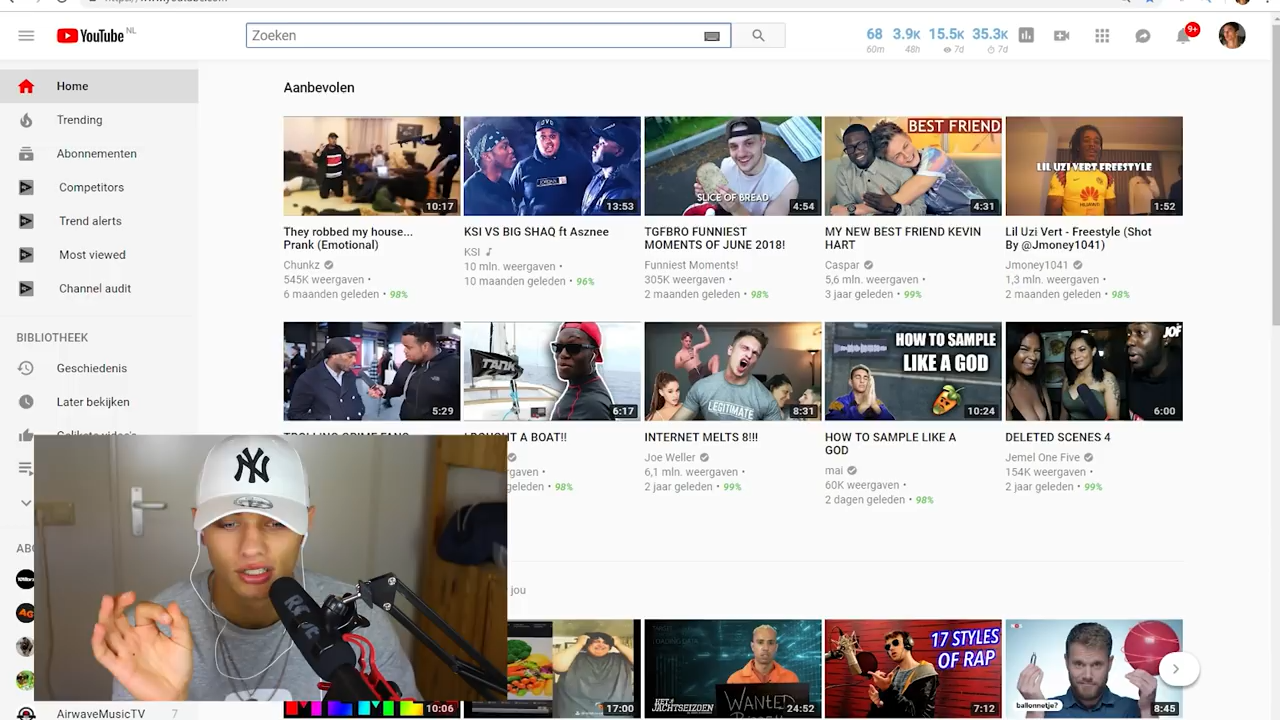 YouTube NL
Zoeken
68 3.9K 15.5K 35.3K
60m 48h 7d 7d
9+
Home
Trending
Abonnementen
Competitors
Trend alerts
Most viewed
Channel audit
BIBLIOTHEEK
Geschiedenis
Later bekijken
Aanbevolen
10:17
They robbed my house...
Prank (Emotional)
Chunkz
545K weergaven •
6 maanden geleden • 98%
13:53
KSI VS BIG SHAQ ft Asznee
KSI
10 mln. weergaven •
10 maanden geleden • 96%
SLICE OF BREAD
4:54
TGFBRO FUNNIEST
MOMENTS OF JUNE 2018!
Funniest Moments!
305K weergaven •
2 maanden geleden • 98%
BEST FRIEND
4:31
MY NEW BEST FRIEND KEVIN
HART
Caspar
5,6 mln. weergaven •
3 jaar geleden • 99%
LIL UZI VERT FREESTYLE
HUAWEI
1:52
Lil Uzi Vert - Freestyle (Shot
By @Jmoney1041)
Jmoney1041
1,3 mln. weergaven •
2 maanden geleden • 98%
5:29
TANK
6:17
T A BOAT!!
98%
LEGITIMATE
8:31
INTERNET MELTS 8!!!
Joe Weller
6,1 mln. weergaven •
2 jaar geleden • 99%
HOW TO SAMPLE
LIKE A GOD
10:24
HOW TO SAMPLE LIKE A
GOD
mai
60K weergaven •
2 dagen geleden • 98%
JOF
6:00
DELETED SCENES 4
Jemel One Five
154K weergaven •
2 jaar geleden • 99%
NY
jou
10:06
17:00
JACHTSEIZOEN
WANTED
24:52
17 STYLES
OF RAP
7:12
ballonnetje?
8:45
AirwaveMusicTV 7